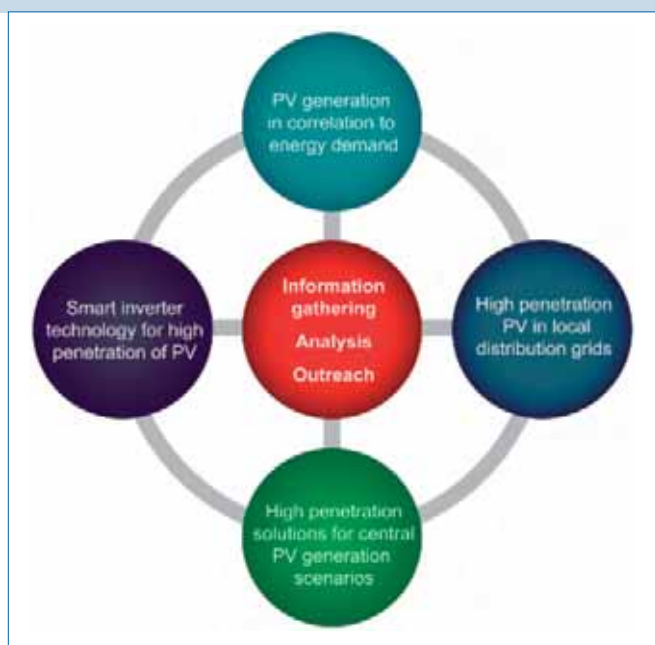 PV generation
in correlation to
energy demand
Smart inverter
technology for high
penetration of PV
Information
gathering
Analysis
Outreach
High penetration
PV in local
distribution grids
High penetration
solutions for central
PV generation
scenarios